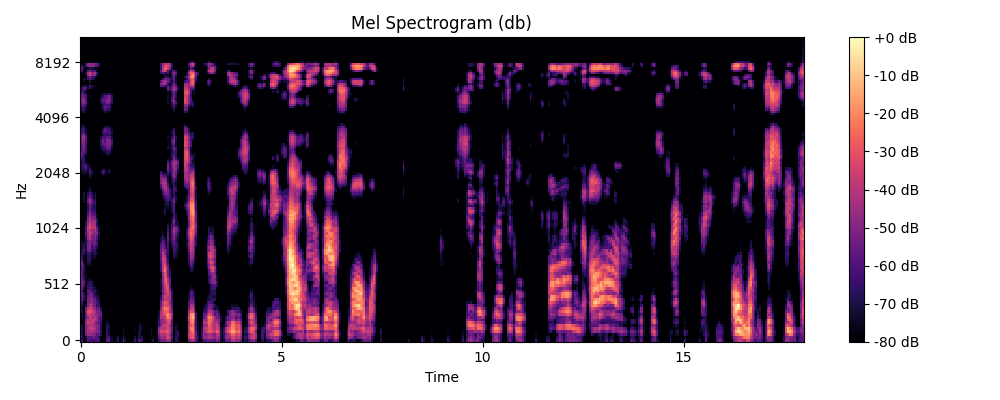 Mel Spectrogram (db)
8192
4096
2048
1024
512
0
Hz
0
5
10
15
Time
+0 dB
-10 dB
-20 dB
-30 dB
-40 dB
-50 dB
-60 dB
-70 dB
-80 dB